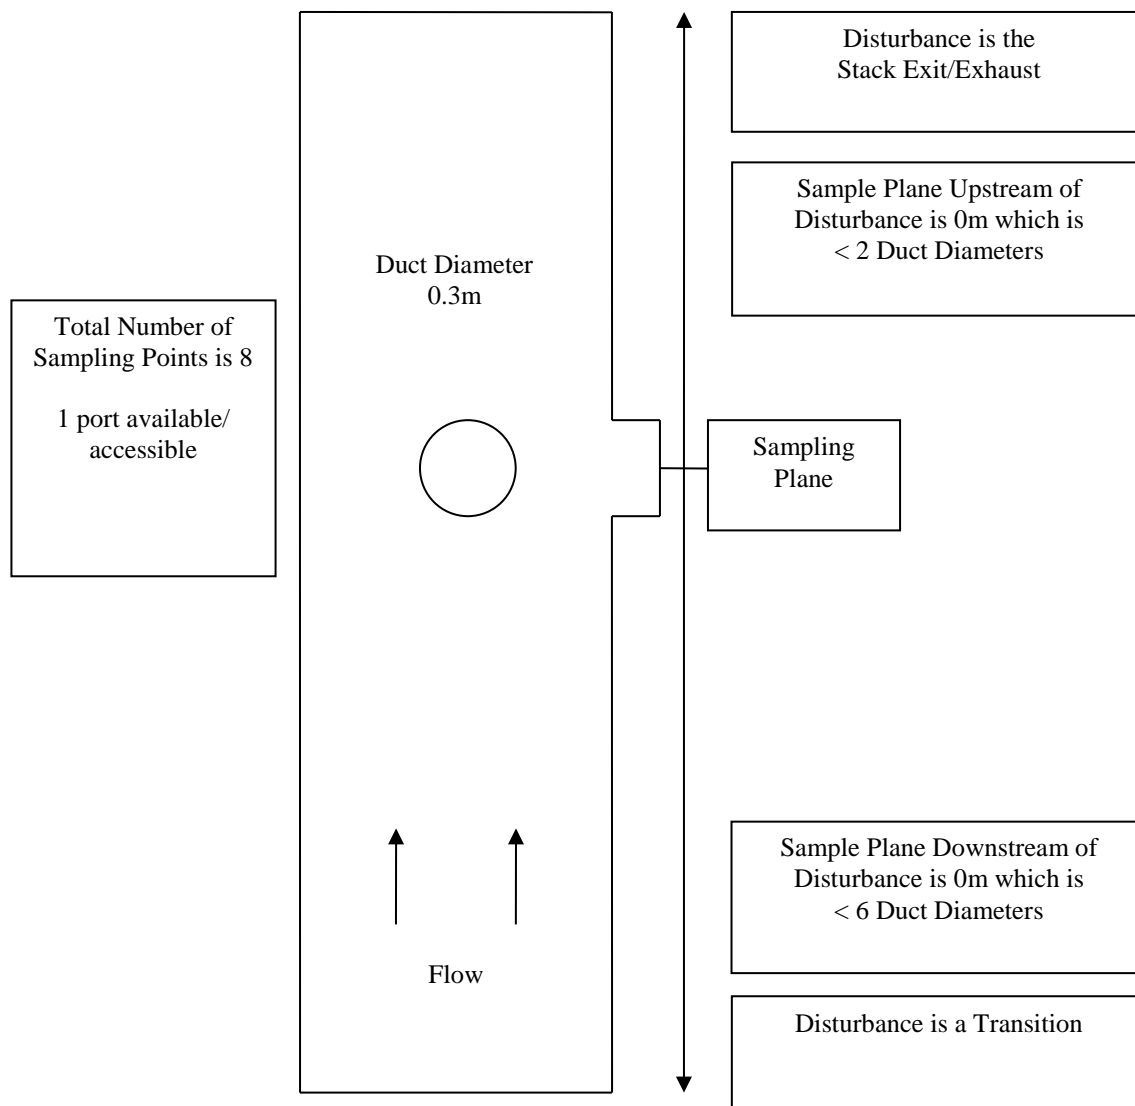 Disturbance is the
Stack Exit/Exhaust
Sample Plane Upstream of
Disturbance is 0m which is
< 2 Duct Diameters
Duct Diameter
0.3m
Total Number of
Sampling Points is 8
1 port available/
accessible
Sampling
Plane
Sample Plane Downstream of
Disturbance is 0m which is
< 6 Duct Diameters
Flow
Disturbance is a Transition